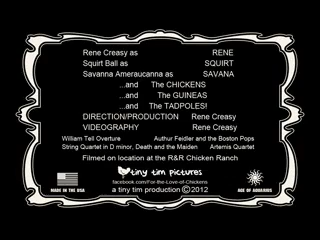 Rene Creasy as RENE
Squirt Ball as SQUIRT
Savanna Ameraucanna as SAVANA
...and The CHICKENS
...and The GUINEAS
...and The TADPOLES!
DIRECTION/PRODUCTION Rene Creasy
VIDEOGRAPHY Rene Creasy
William Tell Overture Authur Feidler and the Boston Pops
String Quartet in D minor, Death and the Maiden Artemis Quartet
Filmed on location at the R&R Chicken Ranch
tiny tim pictures
facebook.com/For-the-Love-of-Chickens
MADE IN THE USA
a tiny tim production ©2012
AGE OF AQUARIUS